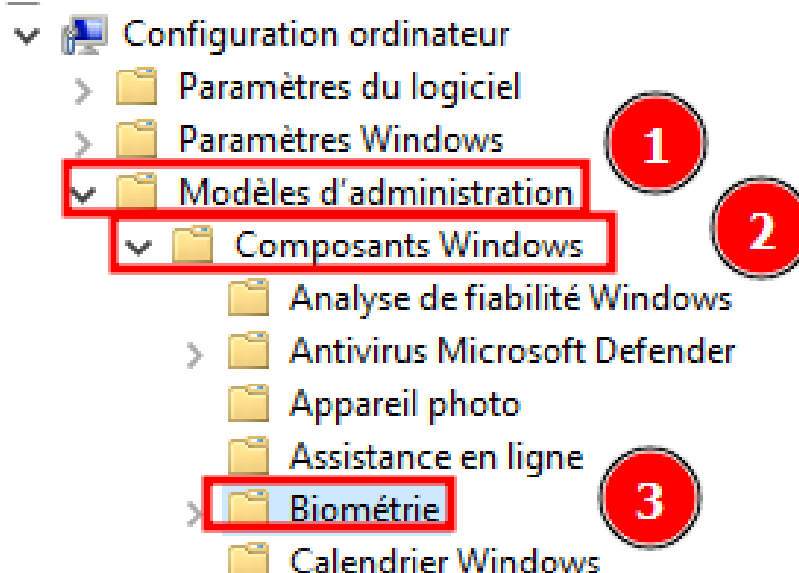 Configuration ordinateur
Paramètres du logiciel
Paramètres Windows
1
Modèles d'administration
2
Composants Windows
Analyse de fiabilité Windows
Antivirus Microsoft Defender
Appareil photo
Assistance en ligne
Biométrie
3
Calendrier Windows